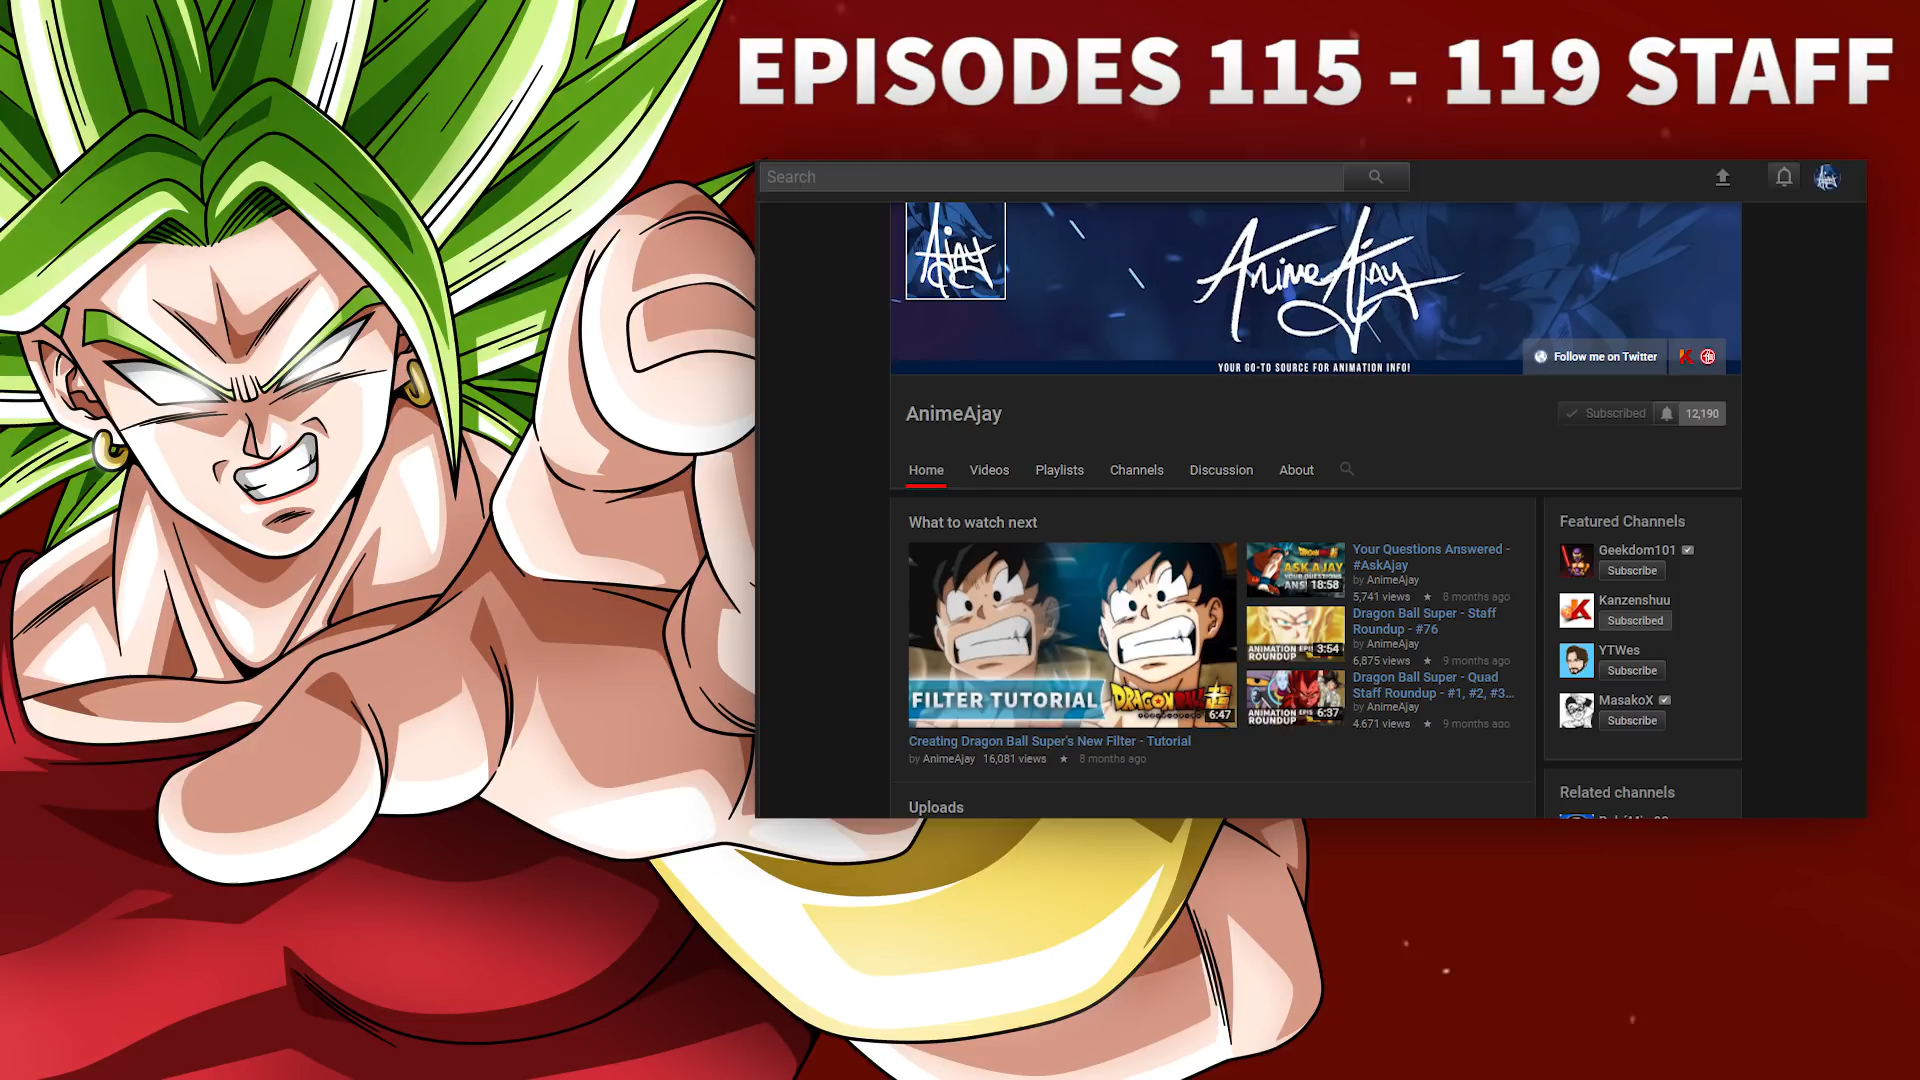 EPISODES 115 - 119 STAFF
Search
Ajay
AnimeAjay
YOUR GO-TO SOURCE FOR ANIMATION INFO!
Follow me on Twitter
AnimeAjay
Subscribed 12,190
Home Videos Playlists Channels Discussion About
What to watch next
FILTER TUTORIAL
DRAGON BALL 超
6:47
Creating Dragon Ball Super's New Filter - Tutorial
by AnimeAjay 16,081 views ★ 8 months ago
ASK AJAY
18:58
Your Questions Answered -
#AskAjay
by AnimeAjay
5,741 views ★ 8 months ago
ANIMATION
ROUNDUP
3:54
Dragon Ball Super - Staff
Roundup - #76
by AnimeAjay
6,875 views ★ 9 months ago
ANIMATION
ROUNDUP
6:37
Dragon Ball Super - Quad
Staff Roundup - #1, #2, #3...
by AnimeAjay
4,671 views ★ 9 months ago
Uploads
Featured Channels
Geekdom101
Subscribe
Kanzenshuu
Subscribed
YTWes
Subscribe
MasakoX
Subscribe
Related channels